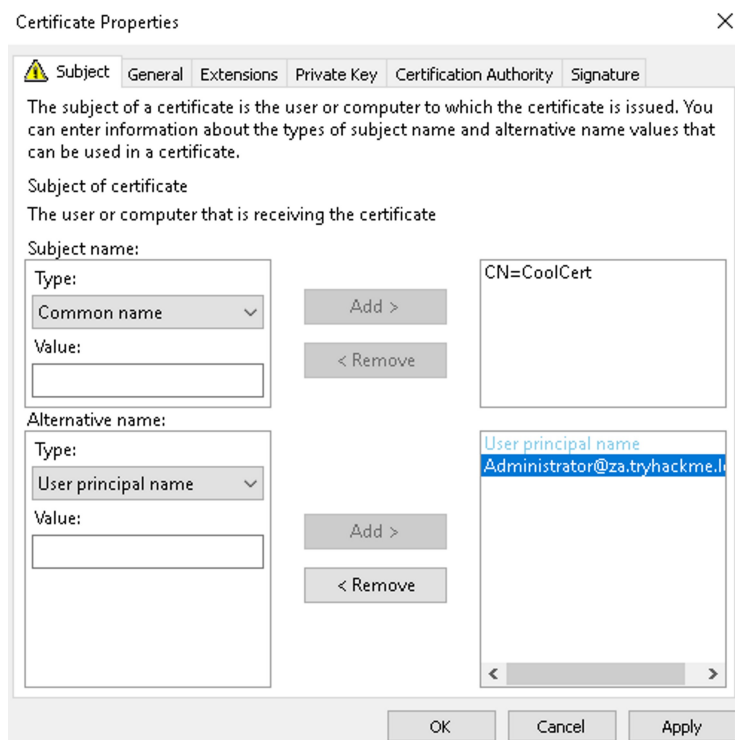 Certificate Properties
Subject General Extensions Private Key Certification Authority Signature
The subject of a certificate is the user or computer to which the certificate is issued. You
can enter information about the types of subject name and alternative name values that
can be used in a certificate.
Subject of certificate
The user or computer that is receiving the certificate
Subject name:
Type:
Common name
Value:
Add >
< Remove
CN=CoolCert
Alternative name:
Type:
User principal name
Value:
Add >
< Remove
User principal name
Administrator@za.tryhackme.l
OK Cancel Apply